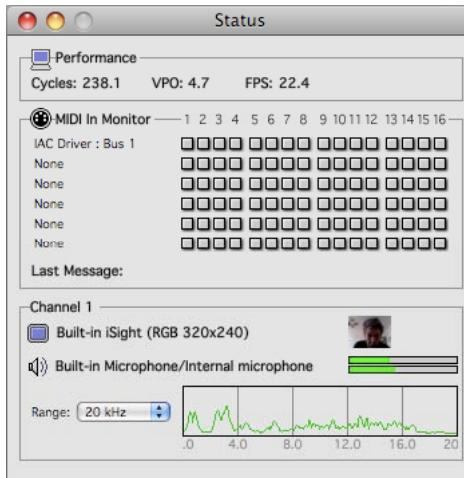 Status
Performance
Cycles: 238.1 VPO: 4.7 FPS: 22.4
MIDI In Monitor 1 2 3 4 5 6 7 8 9 10 11 12 13 14 15 16
IAC Driver : Bus 1
None
None
None
None
None
Last Message:
Channel 1
Built-in iSight (RGB 320x240)
Built-in Microphone/Internal microphone
Range: 20 kHz
.0 4.0 8.0 12.0 16.0 20